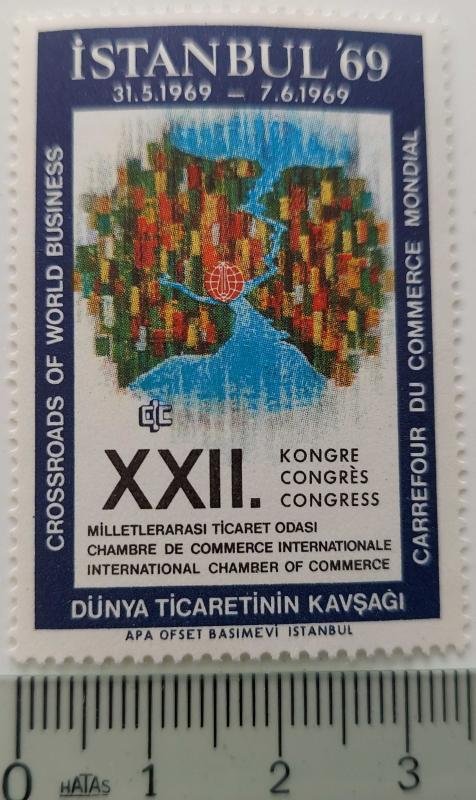 İSTANBUL '69
31.5.1969 — 7.6.1969
CROSSROADS OF WORLD BUSINESS
CARREFOUR DU COMMERCE MONDIAL
XXII.
KONGRE
CONGRÈS
CONGRESS
MİLLETLERARASI TİCARET ODASI
CHAMBRE DE COMMERCE INTERNATIONALE
INTERNATIONAL CHAMBER OF COMMERCE
DÜNYA TİCARETİNİN KAVŞAĞI
APA OFSET BASIMEVİ ISTANBUL
0 HATAS 1 2 3